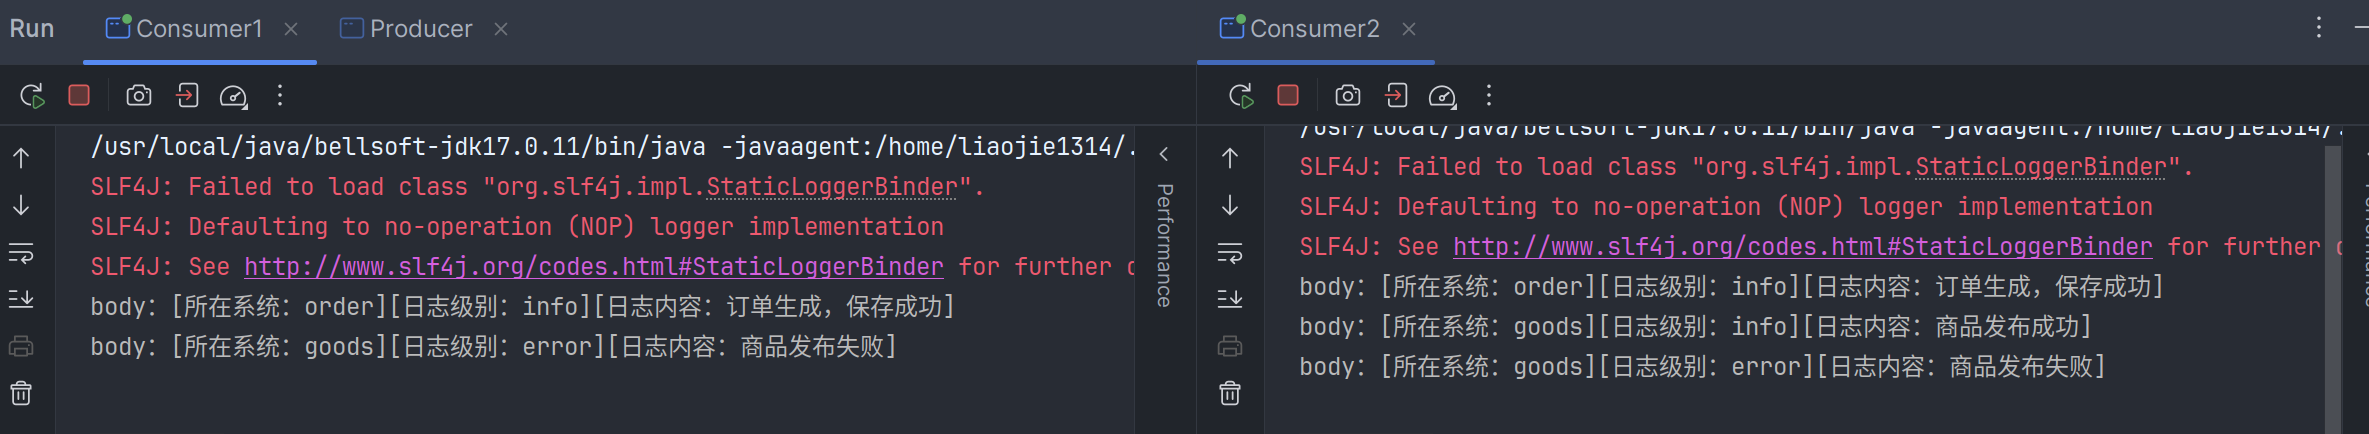 Run Consumer1 Producer
/usr/local/java/bellsoft-jdk17.0.11/bin/java -javaagent:/home/liaojie1314/.
SLF4J: Failed to load class "org.slf4j.impl.StaticLoggerBinder".
SLF4J: Defaulting to no-operation (NOP) logger implementation
SLF4J: See http://www.slf4j.org/codes.html#StaticLoggerBinder for further
body: [所在系统: order][日志级别: info][日志内容: 订单生成，保存成功]
body: [所在系统: goods][日志级别: error][日志内容: 商品发布失败]
Performance
Consumer2
/usr/local/java/bellsoft-jdk17.0.11/bin/java -javaagent:/home/liaojie1314/.
SLF4J: Failed to load class "org.slf4j.impl.StaticLoggerBinder".
SLF4J: Defaulting to no-operation (NOP) logger implementation
SLF4J: See http://www.slf4j.org/codes.html#StaticLoggerBinder for further
body: [所在系统: order][日志级别: info][日志内容: 订单生成，保存成功]
body: [所在系统: goods][日志级别: info][日志内容: 商品发布成功]
body: [所在系统: goods][日志级别: error][日志内容: 商品发布失败]